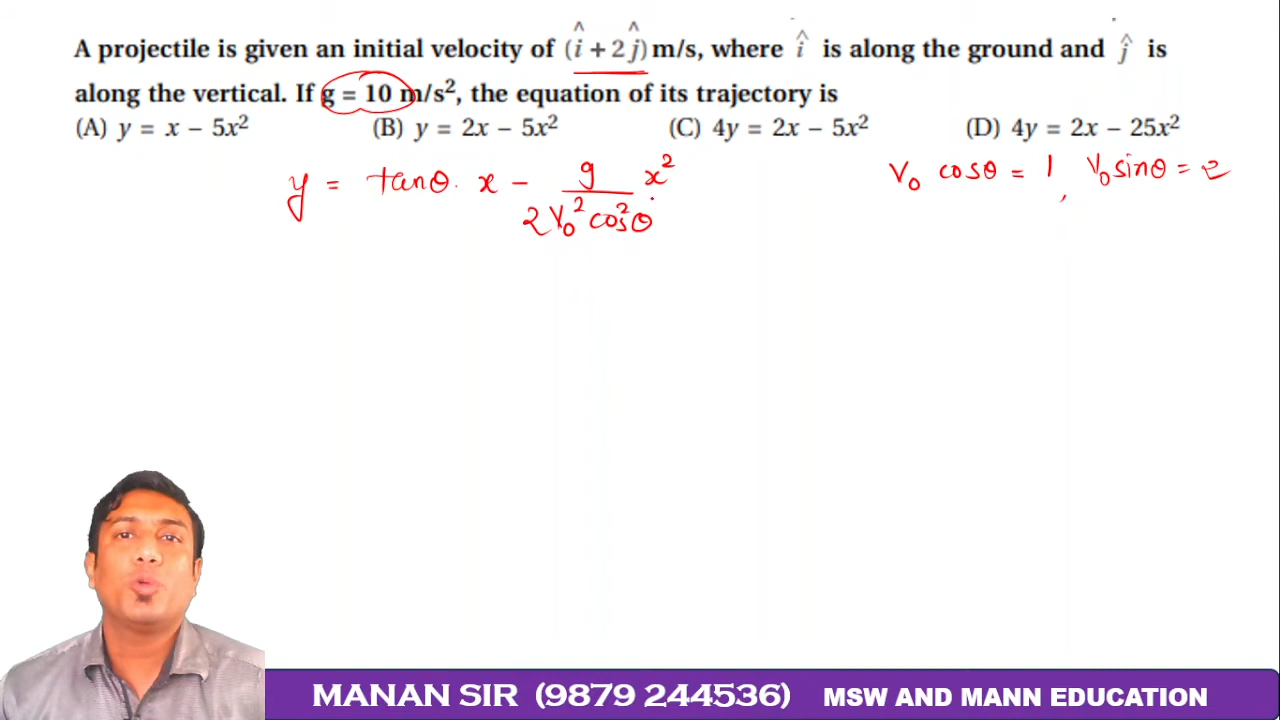 A projectile is given an initial velocity of (î + 2ĵ) m/s, where î is along the ground and ĵ is
along the vertical. If g = 10 m/s², the equation of its trajectory is
(A) y = x − 5x² (B) y = 2x − 5x² (C) 4y = 2x − 5x² (D) 4y = 2x − 25x²
y = tanθ. x − g/(2V₀²cos²θ) x² V₀ cosθ = 1, V₀ sinθ = 2
MANAN SIR (9879 244536) MSW AND MANN EDUCATION